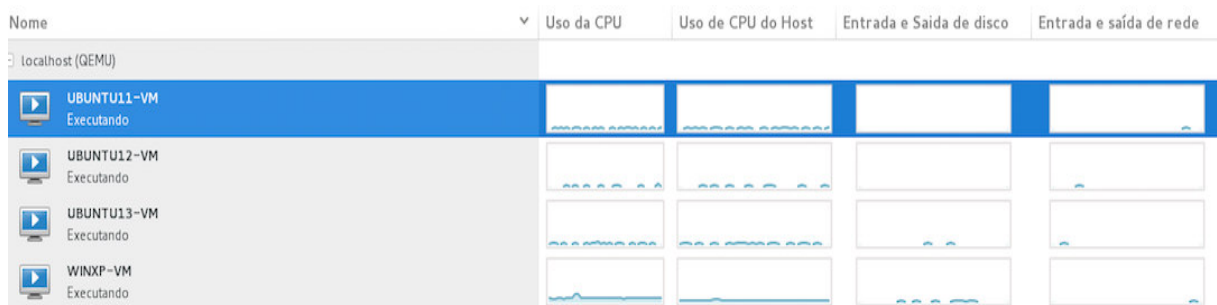 Nome Uso da CPU Uso de CPU do Host Entrada e Saida de disco Entrada e saída de rede
localhost (QEMU)
UBUNTU11-VM
Executando
UBUNTU12-VM
Executando
UBUNTU13-VM
Executando
WINXP-VM
Executando